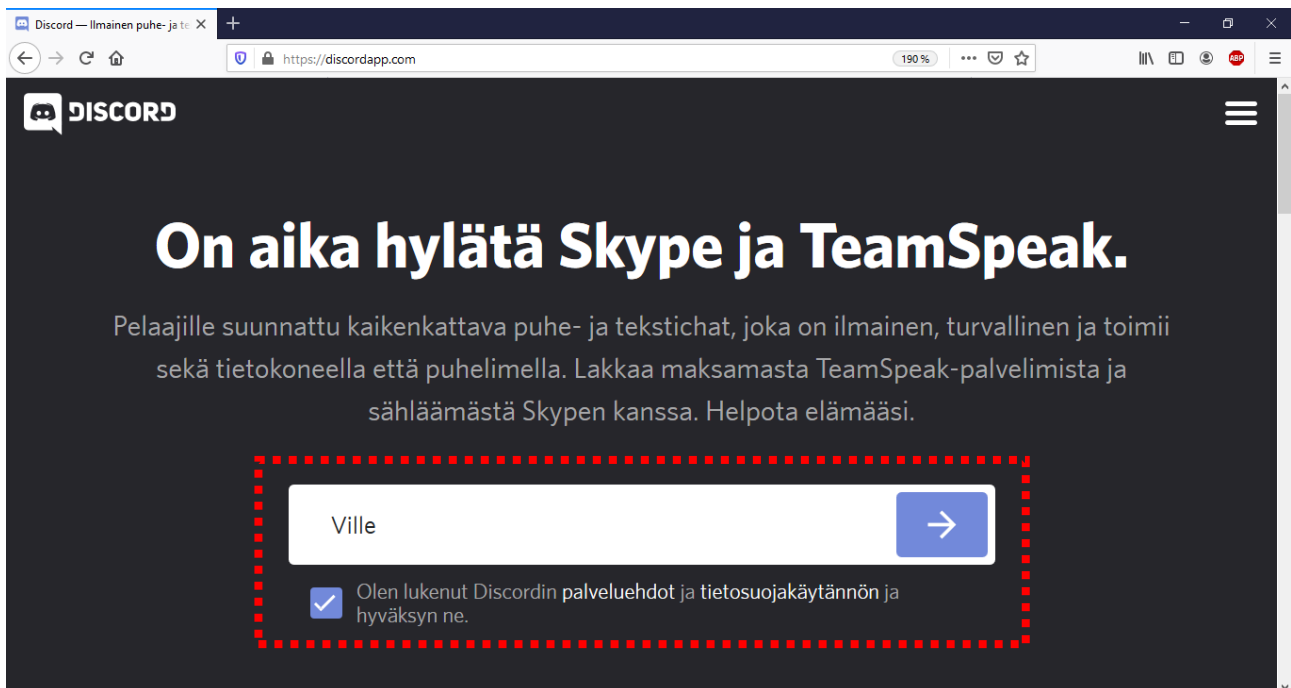 Discord — Ilmainen puhe- ja te
https://discordapp.com
190 %
ABP
DISCORD
On aika hylätä Skype ja TeamSpeak.
Pelaajille suunnattu kaikenkattava puhe- ja tekstichat, joka on ilmainen, turvallinen ja toimii
sekä tietokoneella että puhelimella. Lakkaa maksamasta TeamSpeak-palvelimista ja
sähläämästä Skypen kanssa. Helpota elämääsi.
Ville
Olen lukenut Discordin palveluehdot ja tietosuojakäytännön ja
hyväksyn ne.